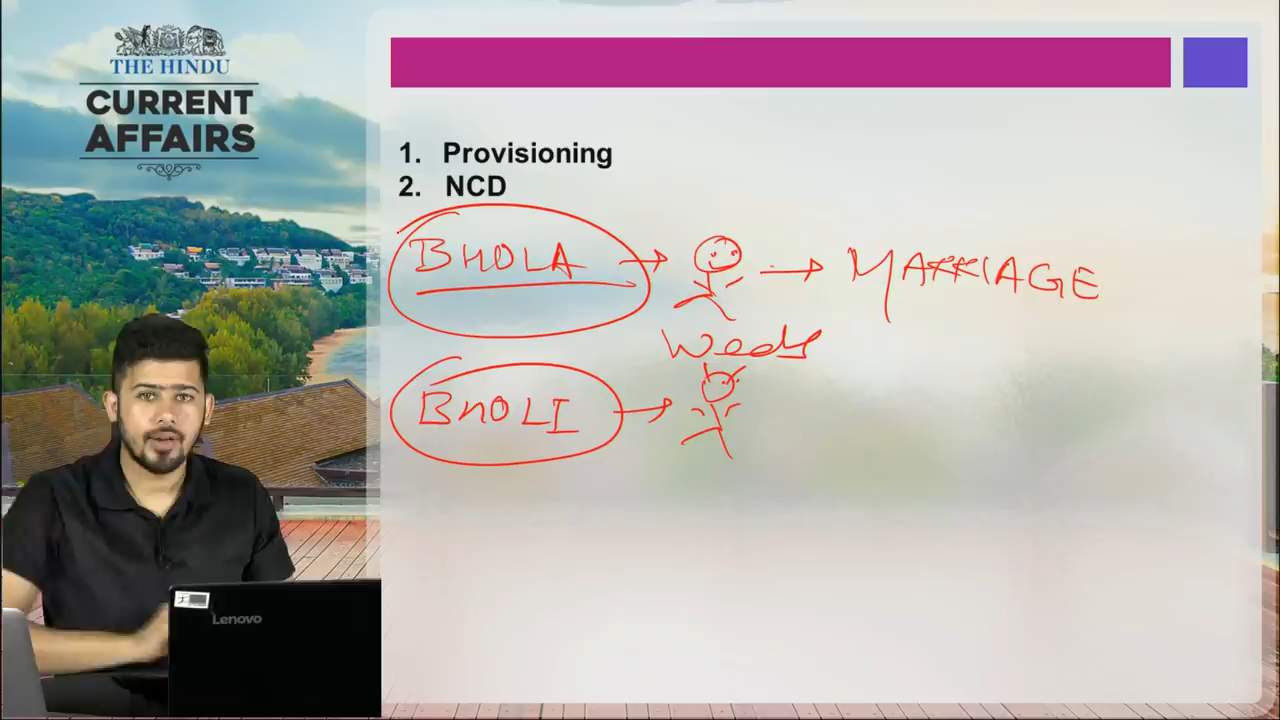 THE HINDU
CURRENT
AFFAIRS
1. Provisioning
2. NCD
BHOLA
MARRIAGE
Weds
BHOLI
Lenovo